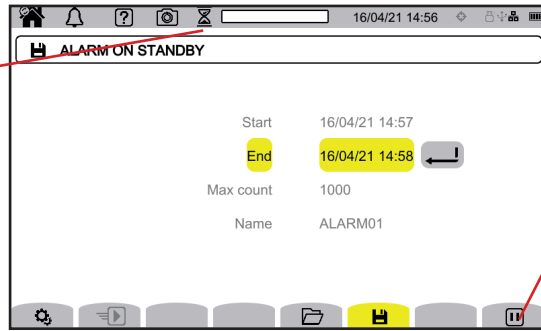 16/04/21 14:56
ALARM ON STANDBY
Start 16/04/21 14:57
End 16/04/21 14:58
Max count 1000
Name ALARM01